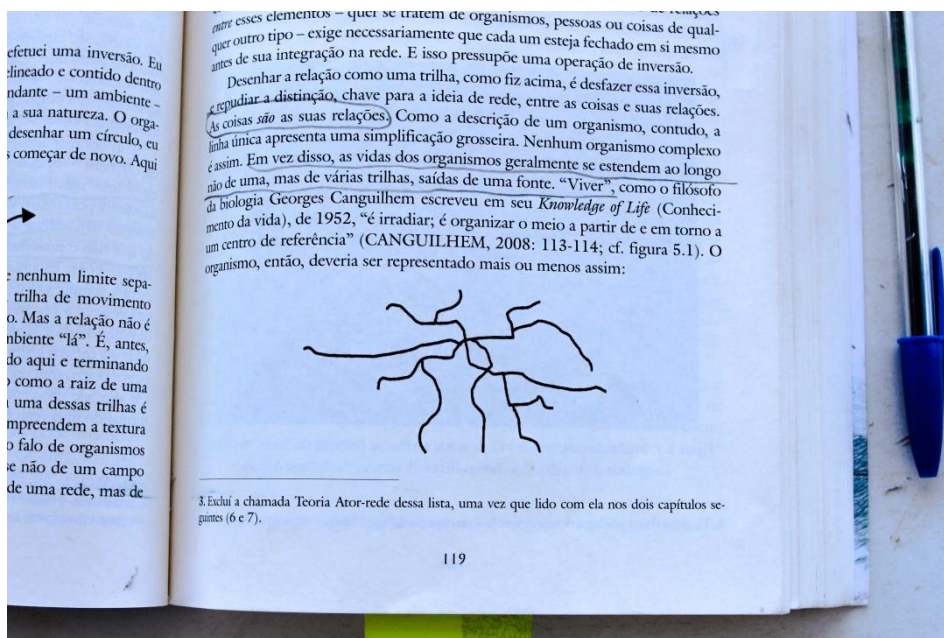 efetuei uma inversão. Eu
elineado e contido dentro
ndante – um ambiente –
a sua natureza. O orga-
desenhar um círculo, eu
s começar de novo. Aqui
e nenhum limite sepa-
trilha de movimento
o. Mas a relação não é
nbiente “lá”. É, antes,
do aqui e terminando
o como a raiz de uma
uma dessas trilhas é
mpreendem a textura
o falo de organismos
se não de um campo
de uma rede, mas de
entre esses elementos – quer se tratem de organismos, pessoas ou coisas de qual-
quer outro tipo – exige necessariamente que cada um esteja fechado em si mesmo
antes de sua integração na rede. E isso pressupõe uma operação de inversão.
Desenhar a relação como uma trilha, como fiz acima, é desfazer essa inversão,
e repudiar a distinção, chave para a ideia de rede, entre as coisas e suas relações.
As coisas são as suas relações. Como a descrição de um organismo, contudo, a
linha única apresenta uma simplificação grosseira. Nenhum organismo complexo
é assim. Em vez disso, as vidas dos organismos geralmente se estendem ao longo
não de uma, mas de várias trilhas, saídas de uma fonte. “Viver”, como o filósofo
da biologia Georges Canguilhem escreveu em seu Knowledge of Life (Conheci-
mento da vida), de 1952, “é irradiar; é organizar o meio a partir de e em torno a
um centro de referência” (CANGUILHEM, 2008: 113-114; cf. figura 5.1). O
organismo, então, deveria ser representado mais ou menos assim:
3. Excluí a chamada Teoria Ator-rede dessa lista, uma vez que lido com ela nos dois capítulos se-
guintes (6 e 7).
119